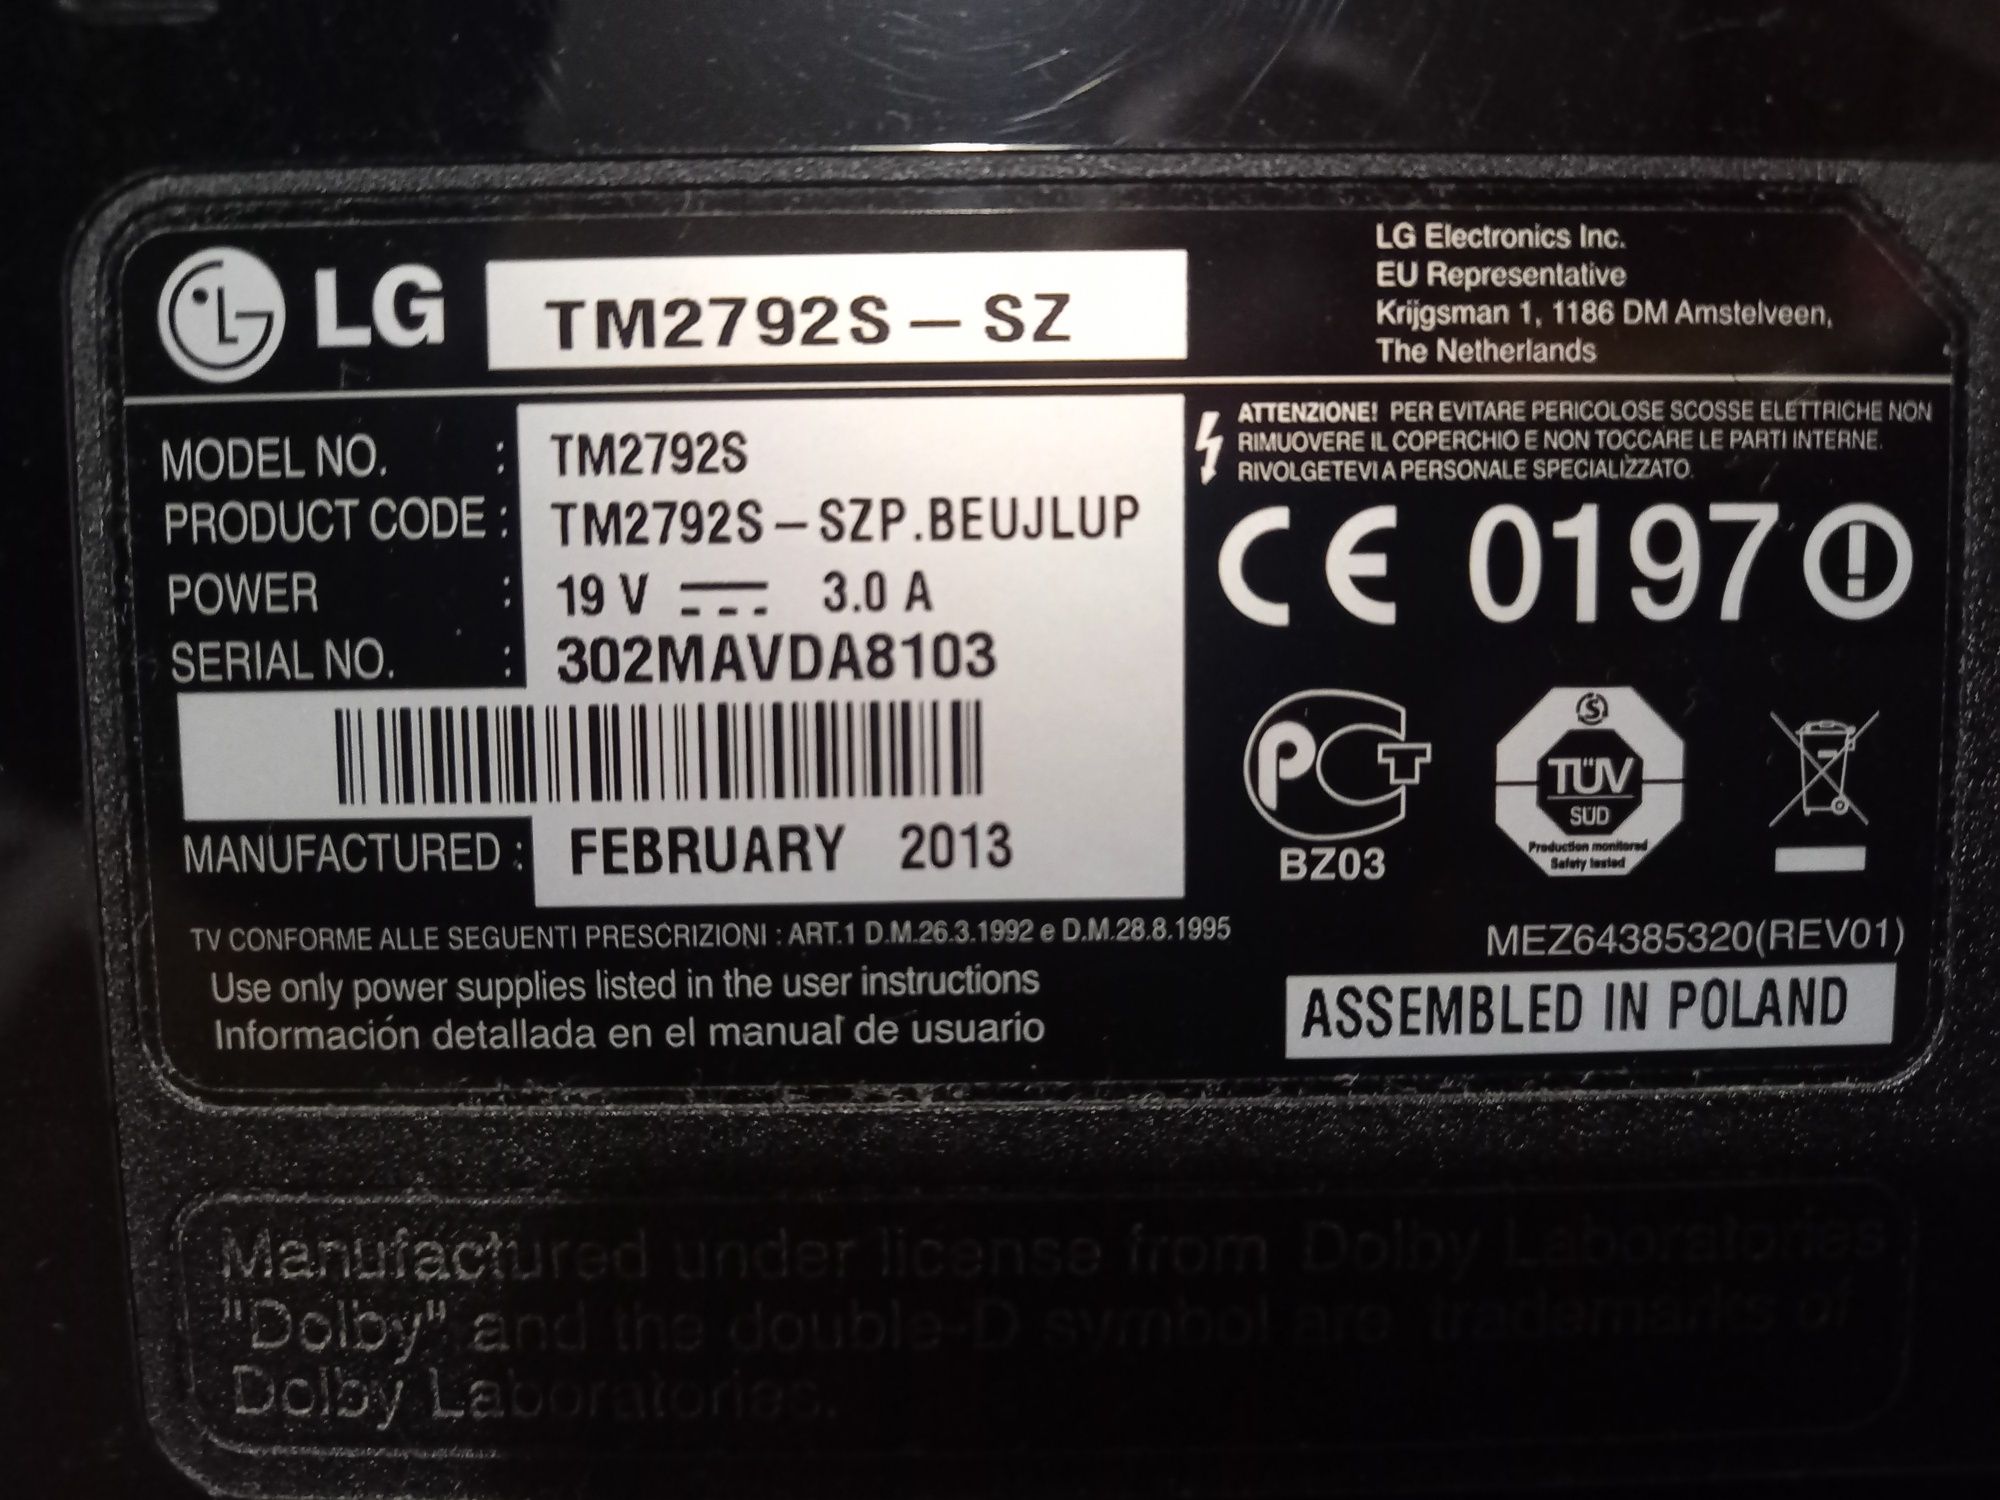 LG TM2792S – SZ
LG Electronics Inc.
EU Representative
Krijgsman 1, 1186 DM Amstelveen,
The Netherlands
MODEL NO. : TM2792S
PRODUCT CODE : TM2792S – SZP.BEUJLUP
POWER : 19 V 3.0 A
SERIAL NO. : 302MAVDA8103
MANUFACTURED : FEBRUARY 2013
ATTENZIONE! PER EVITARE PERICOLOSE SCOSSE ELETTRICHE NON
RIMUOVERE IL COPERCHIO E NON TOCCARE LE PARTI INTERNE.
RIVOLGETEVI A PERSONALE SPECIALIZZATO.
CE 0197
PCT
BZ03
S
TÜV
SÜD
Production monitored
Safety tested
TV CONFORME ALLE SEGUENTI PRESCRIZIONI : ART.1 D.M.26.3.1992 e D.M.28.8.1995
Use only power supplies listed in the user instructions
Información detallada en el manual de usuario
MEZ64385320(REV01)
ASSEMBLED IN POLAND
Manufactured under license from Dolby Laboratories
"Dolby" and the double-D symbol are trademarks of
Dolby Laboratories.